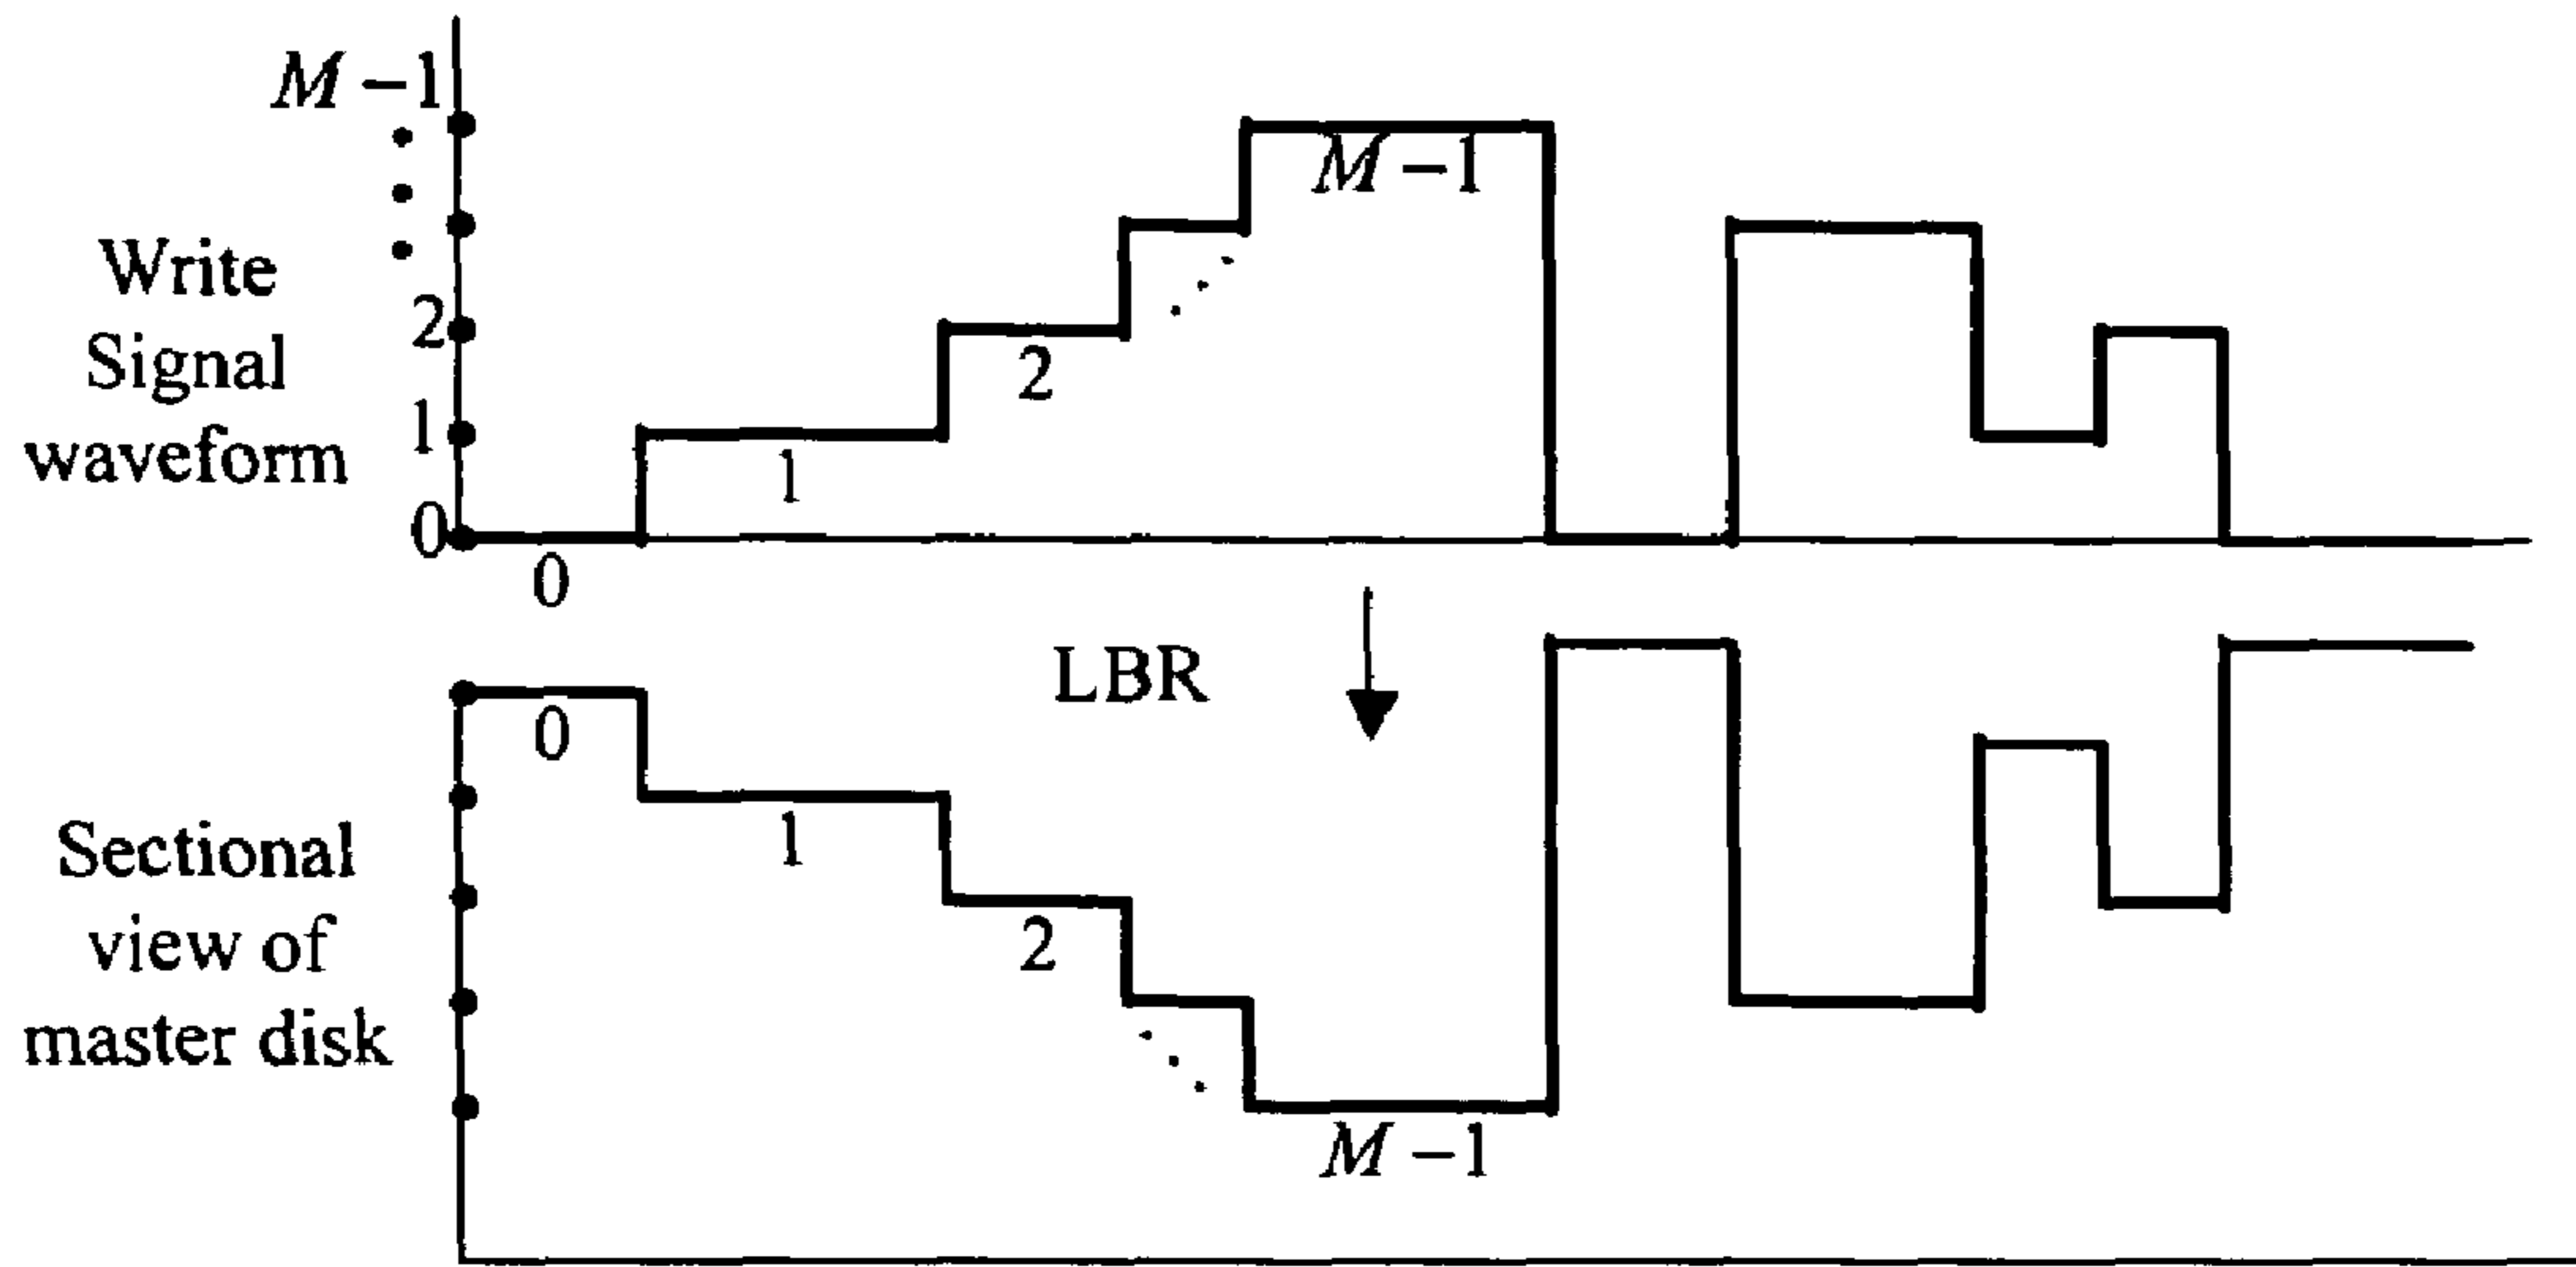 M−1
Write
Signal
waveform
2
1
0
0
1
2
M−1
LBR
Sectional
view of
master disk
0
1
2
M−1